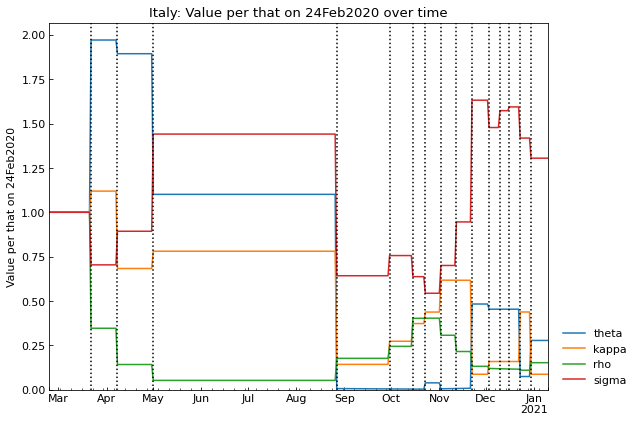 Italy: Value per that on 24Feb2020 over time
Value per that on 24Feb2020
2.00
1.75
1.50
1.25
1.00
0.75
0.50
0.25
0.00
Mar Apr May Jun Jul Aug Sep Oct Nov Dec Jan
2021
theta
kappa
rho
sigma